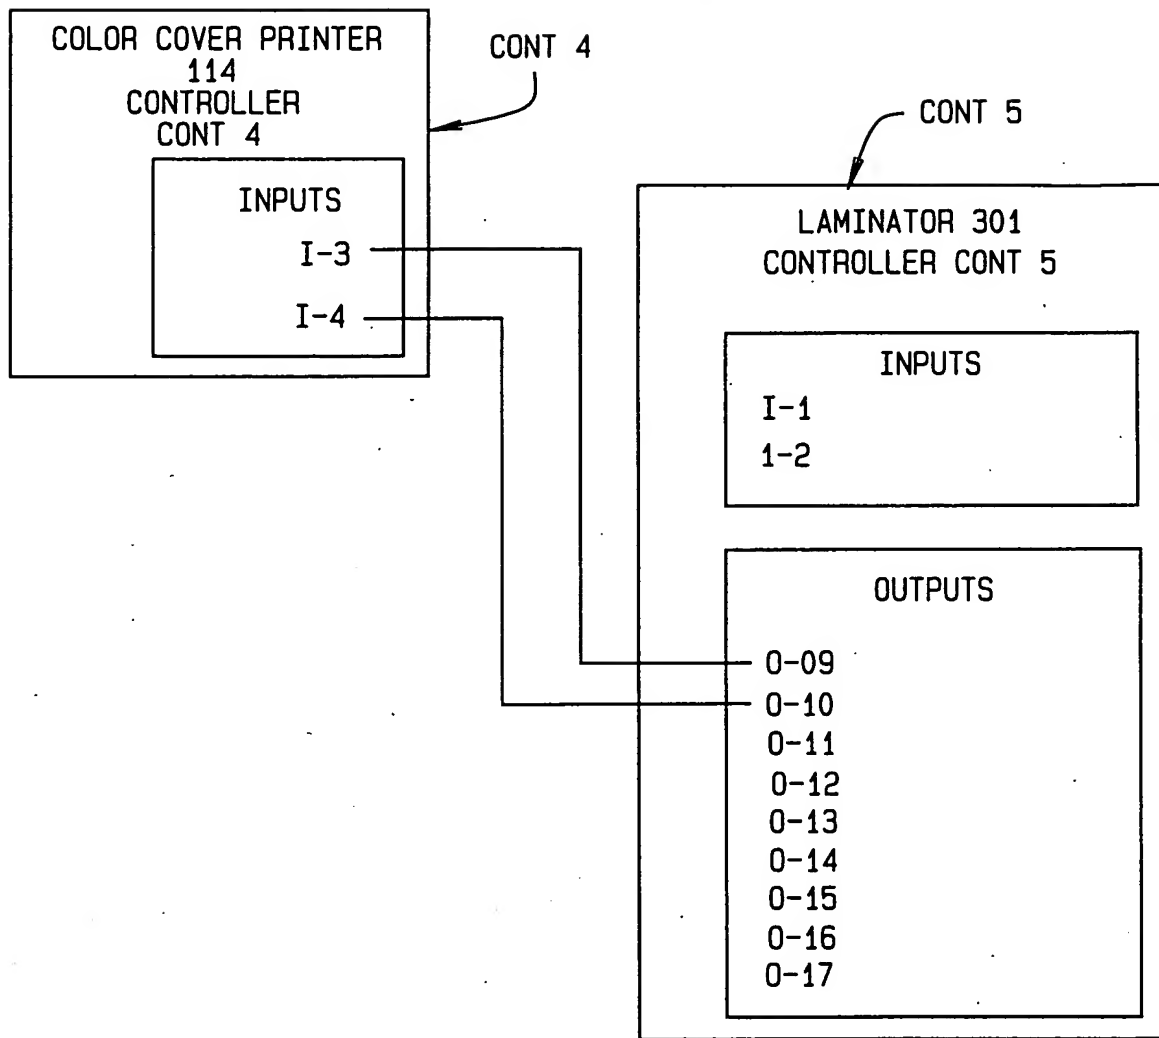 COLOR COVER PRINTER
114
CONTROLLER
CONT 4
INPUTS
I-3
I-4
CONT 4
CONT 5
LAMINATOR 301
CONTROLLER CONT 5
INPUTS
I-1
1-2
OUTPUTS
0-09
0-10
0-11
0-12
0-13
0-14
0-15
0-16
0-17